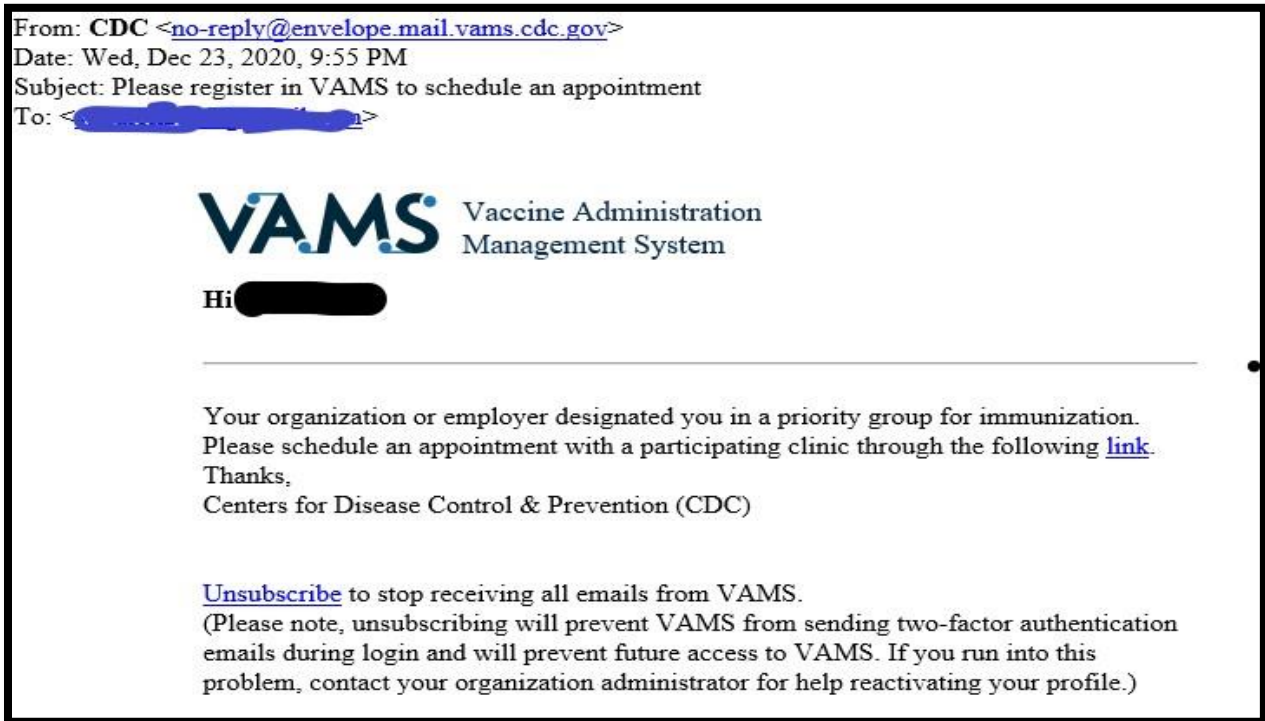 From: CDC <no-reply@envelope.mail.vams.cdc.gov>
Date: Wed, Dec 23, 2020, 9:55 PM
Subject: Please register in VAMS to schedule an appointment
To: < >
VAMS Vaccine Administration
Management System
Hi
Your organization or employer designated you in a priority group for immunization.
Please schedule an appointment with a participating clinic through the following link.
Thanks,
Centers for Disease Control & Prevention (CDC)
Unsubscribe to stop receiving all emails from VAMS.
(Please note, unsubscribing will prevent VAMS from sending two-factor authentication
emails during login and will prevent future access to VAMS. If you run into this
problem, contact your organization administrator for help reactivating your profile.)